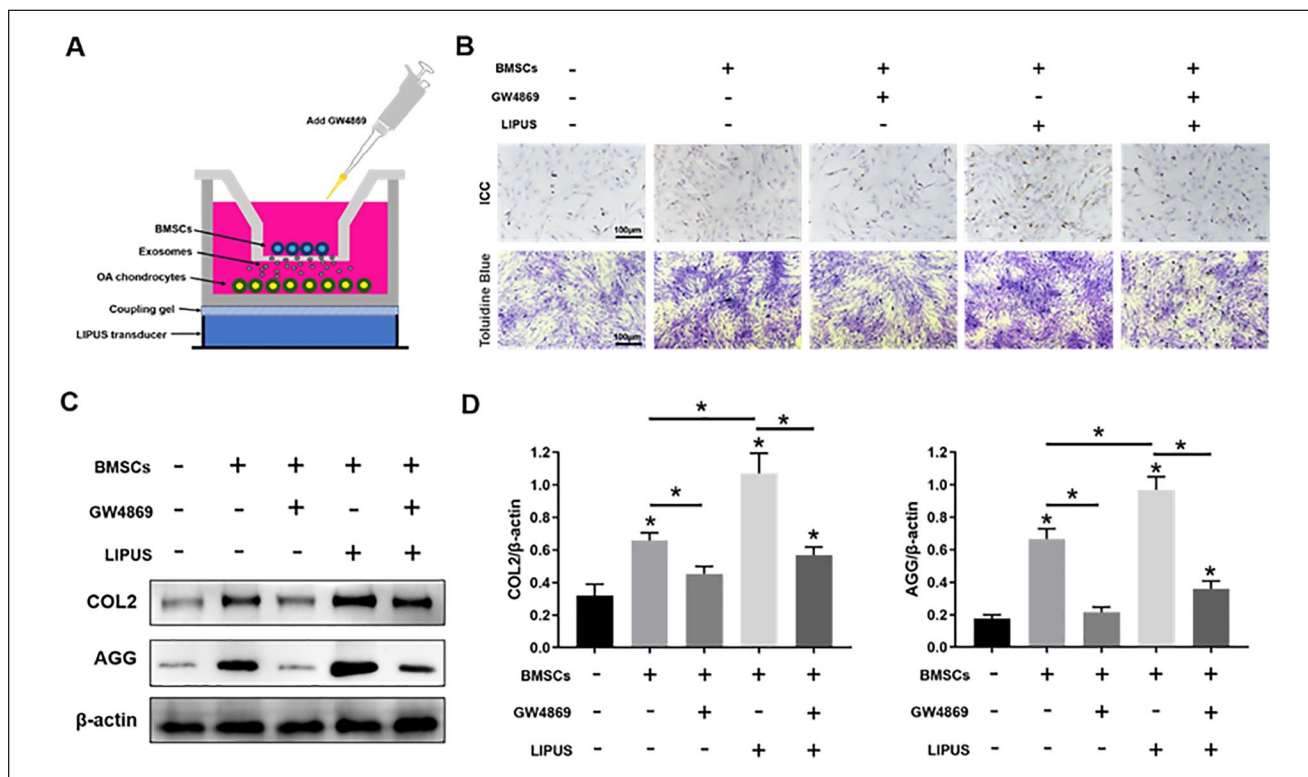 A
Add GW4869
BMSCs
Exosomes
OA chondrocytes
Coupling gel
LIPUS transducer
B
BMSCs - + + + +
GW4869 - - + - +
LIPUS - - - + +
ICC
100μm
Toluidine Blue
100μm
C
BMSCs - + + + +
GW4869 - - + - +
LIPUS - - - + +
COL2
AGG
β-actin
D
* *
* * * *
COL2/β-actin
1.2
1.0
0.8
0.6
0.4
0.2
0.0
BMSCs - + + + +
GW4869 - - + - +
LIPUS - - - + +
* *
* * * *
AGG/β-actin
1.2
1.0
0.8
0.6
0.4
0.2
0.0
BMSCs - + + + +
GW4869 - - + - +
LIPUS - - - + +